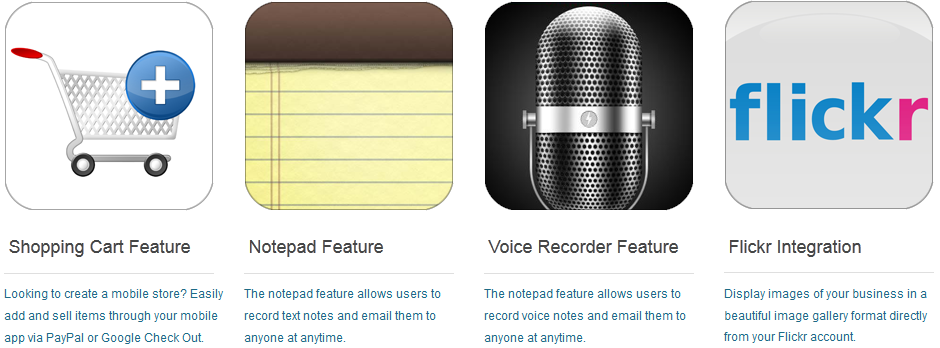 flickr
Shopping Cart Feature
Looking to create a mobile store? Easily
add and sell items through your mobile
app via PayPal or Google Check Out.
Notepad Feature
The notepad feature allows users to
record text notes and email them to
anyone at anytime.
Voice Recorder Feature
The notepad feature allows users to
record voice notes and email them to
anyone at anytime.
Flickr Integration
Display images of your business in a
beautiful image gallery format directly
from your Flickr account.